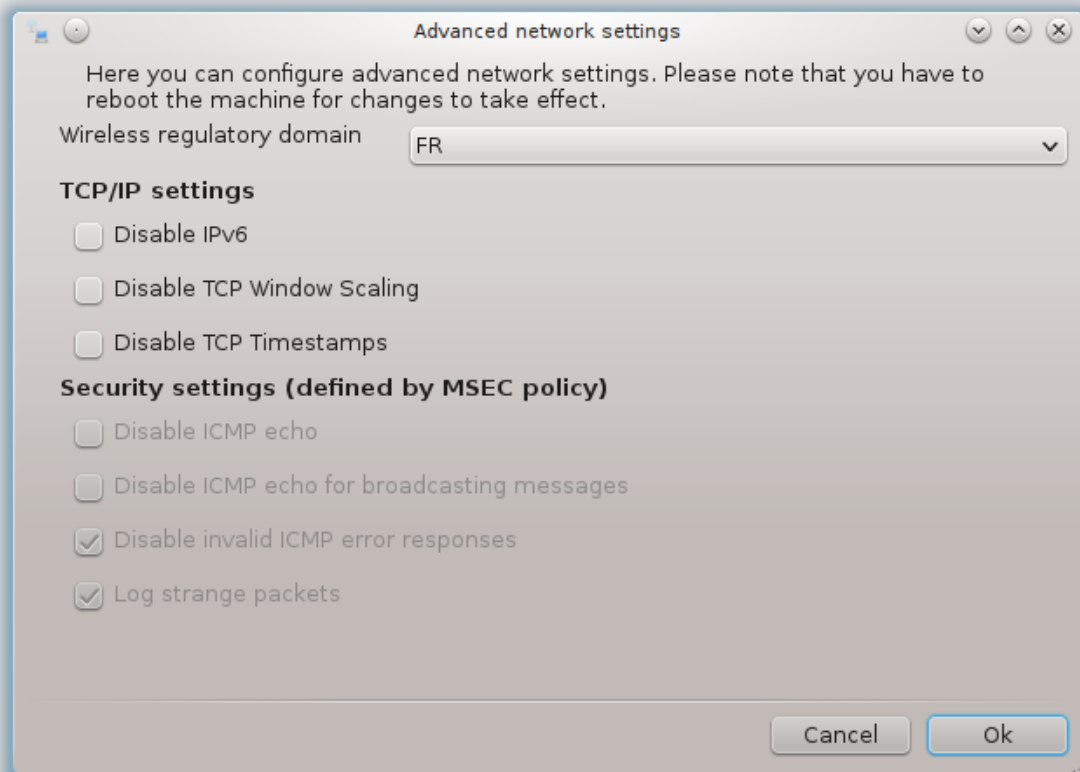 Advanced network settings
Here you can configure advanced network settings. Please note that you have to
reboot the machine for changes to take effect.
Wireless regulatory domain
FR
TCP/IP settings
Disable IPv6
Disable TCP Window Scaling
Disable TCP Timestamps
Security settings (defined by MSEC policy)
Disable ICMP echo
Disable ICMP echo for broadcasting messages
Disable invalid ICMP error responses
Log strange packets
Cancel
Ok